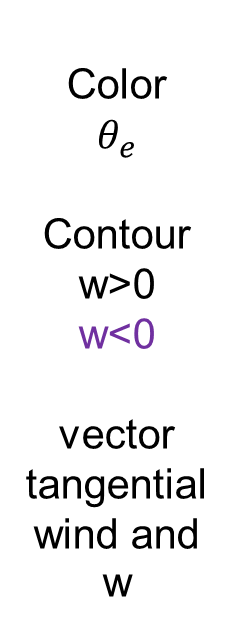 Color
θₑ
Contour
w>0
w<0
vector
tangential
wind and
w